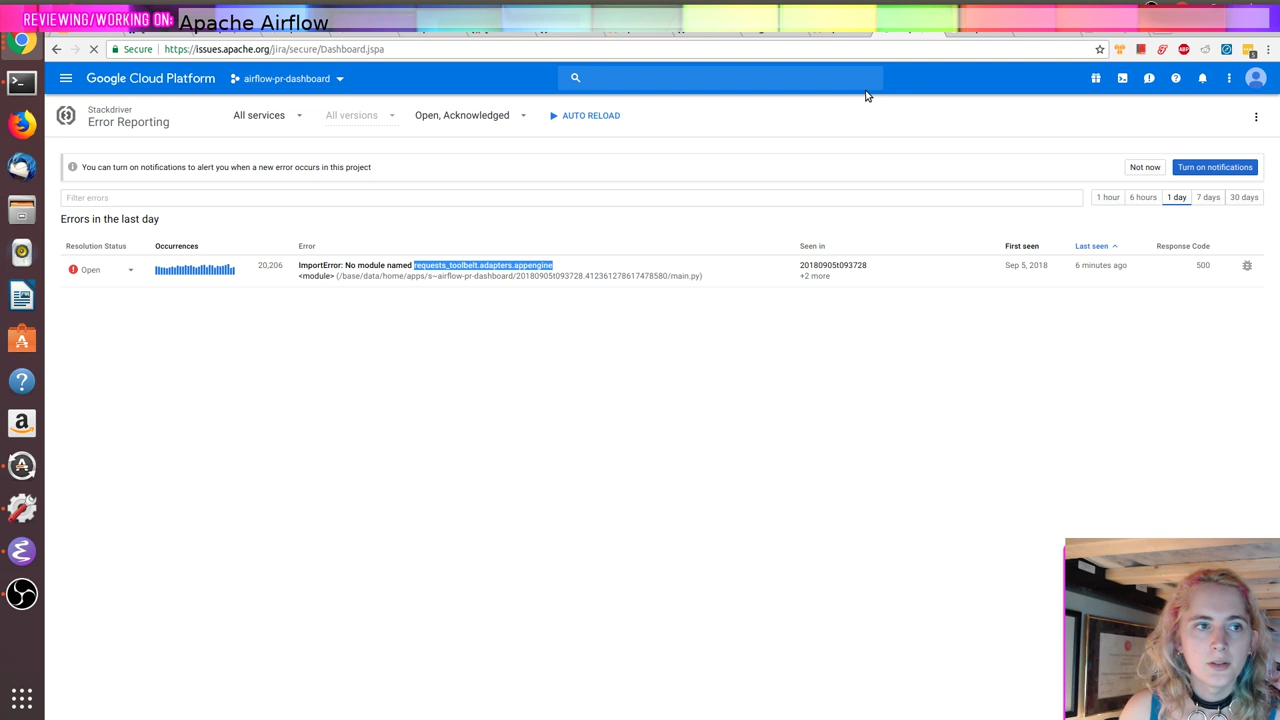 REVIEWING/WORKING ON: Apache Airflow
Secure https://issues.apache.org/jira/secure/Dashboard.jspa
Google Cloud Platform airflow-pr-dashboard
Stackdriver
Error Reporting
All services All versions Open, Acknowledged AUTO RELOAD
You can turn on notifications to alert you when a new error occurs in this project Not now Turn on notifications
Filter errors 1 hour 6 hours 1 day 7 days 30 days
Errors in the last day
Resolution Status Occurrences Error Seen in First seen Last seen Response Code
Open 20,206 ImportError: No module named requests_toolbelt.adapters.appengine 20180905t093728 Sep 5, 2018 6 minutes ago 500
<module> (/base/data/home/apps/s~airflow-pr-dashboard/20180905t093728.412361278617478580/main.py) +2 more